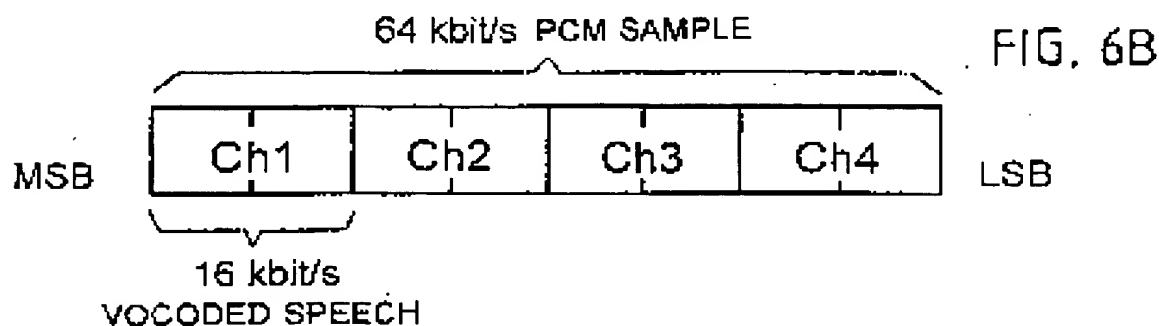 64 kbit/s PCM SAMPLE
FIG. 6B
MSB Ch1 Ch2 Ch3 Ch4 LSB
16 kbit/s
VOCODED SPEECH